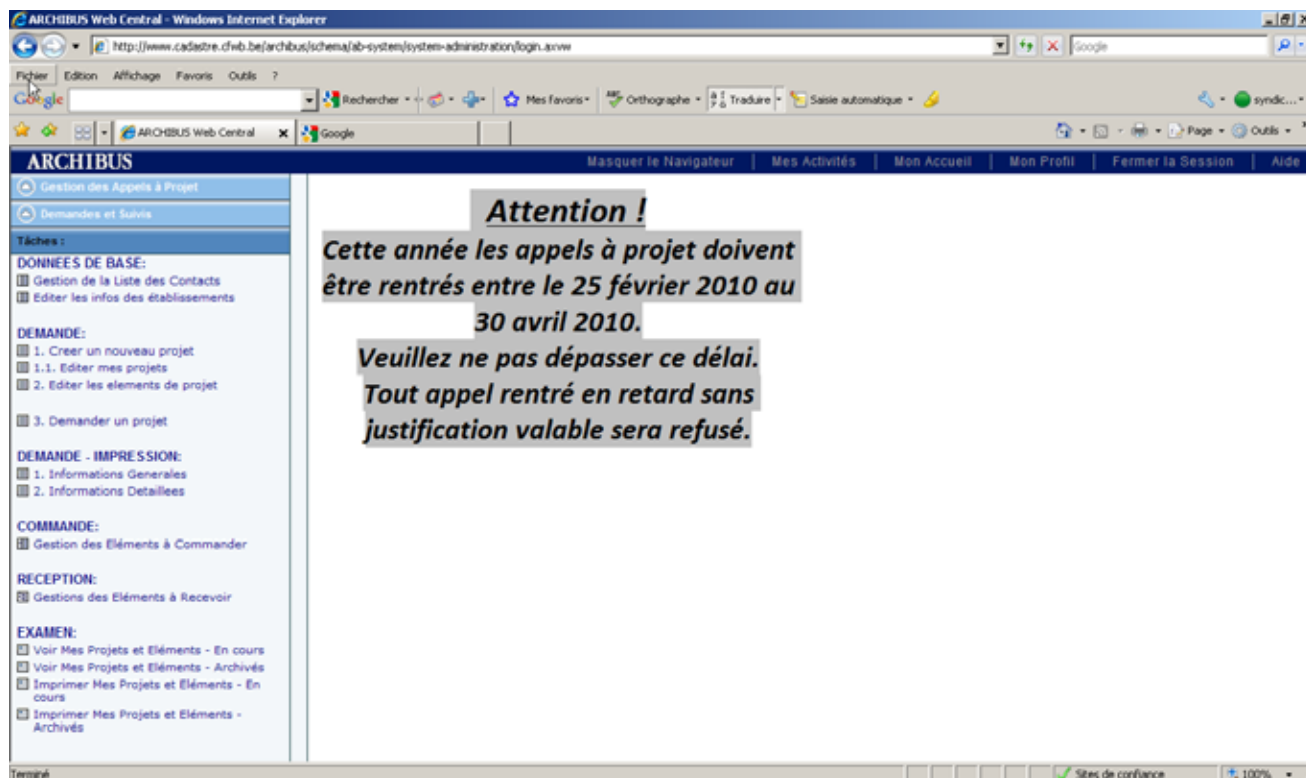 ARCHIBUS Web Central - Windows Internet Explorer
http://www.cadastre.cfwb.be/archibus/schema/ab-system/system-administration/login.axvw
Google
Fichier Edition Affichage Favoris Outils ?
Google Rechercher Mes favoris Orthographe Traduire Saisie automatique syndic...
ARCHIBUS Web Central Google Page Outils
ARCHIBUS Masquer le Navigateur | Mes Activités | Mon Accueil | Mon Profil | Fermer la Session | Aide
Gestion des Appels à Projet
Demandes et Suivis
Tâches :
DONNEES DE BASE:
Gestion de la Liste des Contacts
Editer les infos des établissements
DEMANDE:
1. Creer un nouveau projet
1.1. Editer mes projets
2. Editer les elements de projet
3. Demander un projet
DEMANDE - IMPRESSION:
1. Informations Generales
2. Informations Detaillees
COMMANDE:
Gestion des Eléments à Commander
RECEPTION:
Gestions des Eléments à Recevoir
EXAMEN:
Voir Mes Projets et Eléments - En cours
Voir Mes Projets et Eléments - Archivés
Imprimer Mes Projets et Eléments - En
cours
Imprimer Mes Projets et Eléments -
Archivés
Attention !
Cette année les appels à projet doivent
être rentrés entre le 25 février 2010 au
30 avril 2010.
Veuillez ne pas dépasser ce délai.
Tout appel rentré en retard sans
justification valable sera refusé.
Terminé Sites de confiance 100%